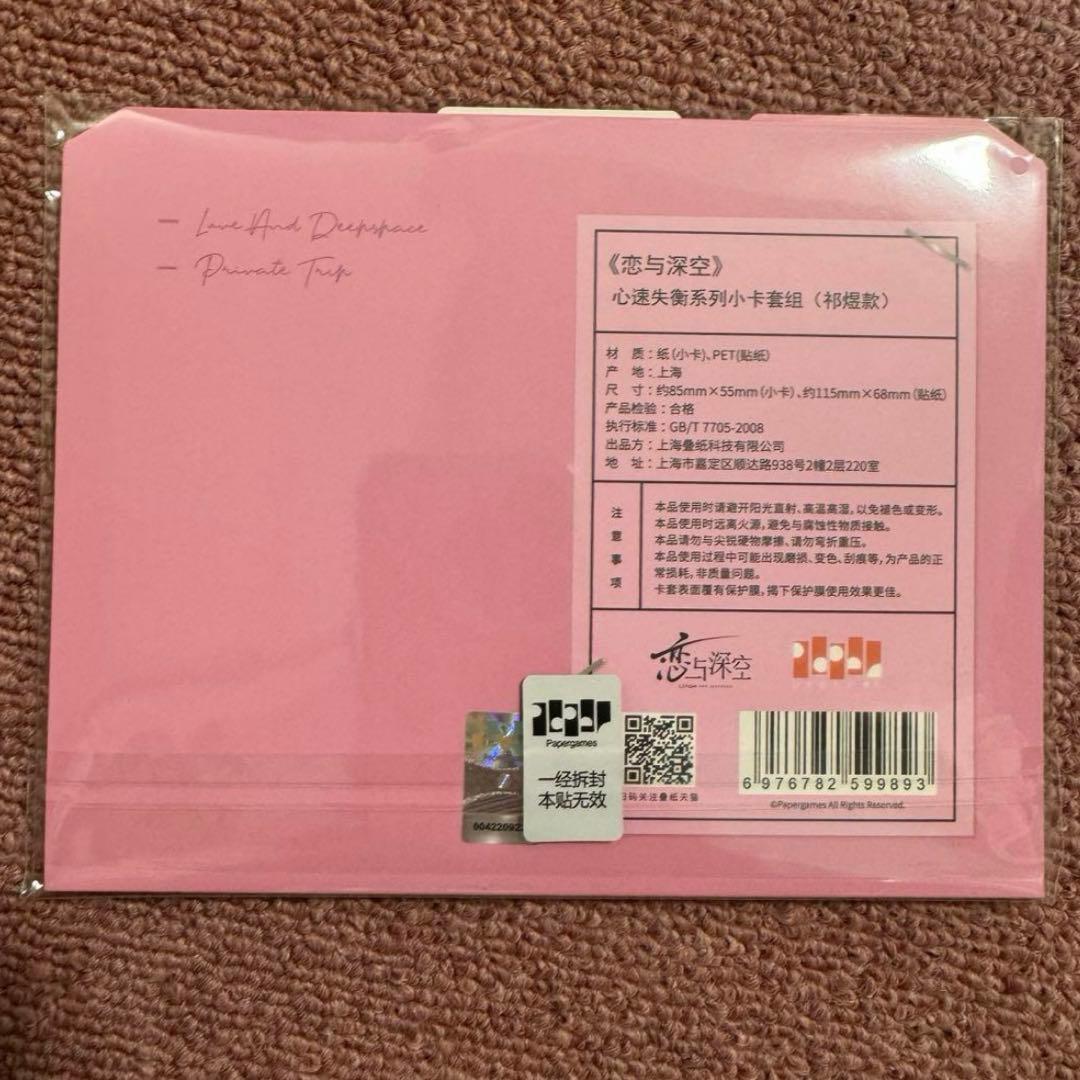 Love And Deepspace
Private Trip
《恋与深空》
心速失衡系列小卡套组（祁煜款）
材 质：纸(小卡)、PET(贴纸)
产 地：上海
尺 寸：约85mm×55mm(小卡)、约115mm×68mm(贴纸)
产品检验：合格
执行标准：GB/T 7705-2008
出品方：上海叠纸科技有限公司
地 址：上海市嘉定区顺达路938号2幢2层220室
注意事项
本品使用时请避开阳光直射、高温高湿，以免褪色或变形。
本品使用时远离火源，避免与腐蚀性物质接触。
本品请勿与尖锐硬物摩擦、请勿弯折重压。
本品使用过程中可能出现磨损、变色、刮痕等，为产品的正
常损耗，非质量问题。
卡套表面覆有保护膜，揭下保护膜使用效果更佳。
恋与深空
papergames
Papergames
一经拆封
本贴无效
扫码关注叠纸天猫
6 976782 599893
©Papergames All Rights Reserved.